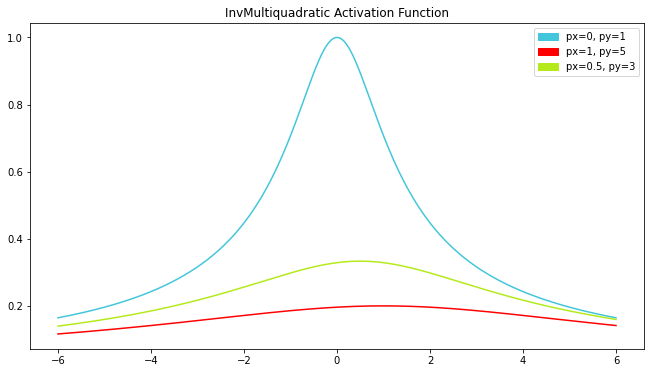 InvMultiquadratic Activation Function
px=0, py=1
px=1, py=5
px=0.5, py=3
1.0
0.8
0.6
0.4
0.2
−6 −4 −2 0 2 4 6